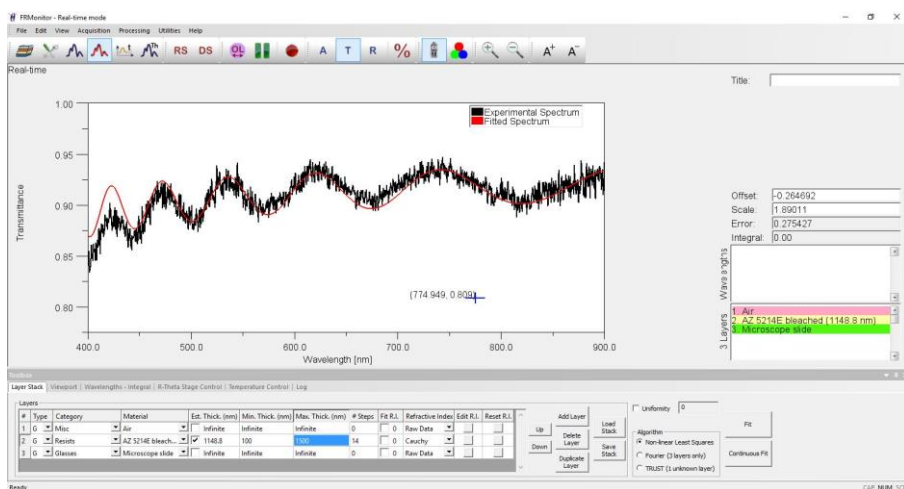 FRMonitor - Real-time mode
File Edit View Acquisition Processing Utilities Help
RS DS OL A T R % A+ A-
Real-time
Title:
1.00
Experimental Spectrum
Fitted Spectrum
0.95
0.90
0.85
0.80
Transmittance
(774.949, 0.809)
400.0 500.0 600.0 700.0 800.0 900.0
Wavelength [nm]
Offset: -0.264692
Scale: 1.89011
Error: 0.275427
Integral: 0.00
Wavelengths
3 Layers
1. Air
2. AZ 5214E bleached [1148.8 nm]
3. Microscope slide
Toolbox
Layer Stack Viewport Wavelengths - Integral R-Theta Stage Control Temperature Control Log
Layers
# Type Category Material Est. Thick. (nm) Min. Thick. (nm) Max. Thick. (nm) # Steps Fit R.I. Refractive Index Edit R.I. Reset R.I.
1 G Misc Air Infinite Infinite Infinite 0 0 Raw Data
2 G Resists AZ 5214E bleach... 1148.8 100 1500 14 0 Cauchy
3 G Glasses Microscope slide Infinite Infinite Infinite 0 0 Raw Data
Up
Down
Add Layer
Delete Layer
Duplicate Layer
Load Stack
Save Stack
Uniformity 0
Algorithm
Non-linear Least Squares
Fourier (3 layers only)
TRUST (1 unknown layer)
Fit
Continuous Fit
Ready
CAP NUM